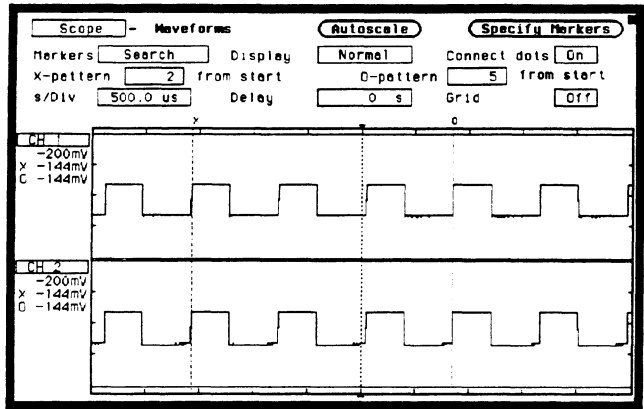 Scope - Waveforms Autoscale Specify Markers
Markers Search Display Normal Connect dots On
X-pattern 2 from start O-pattern 5 from start
s/Div 500.0 us Delay 0 s Grid Off
X O
CH 1
-200mV
X -144mV
O -144mV
CH 2
-200mV
X -144mV
O -144mV